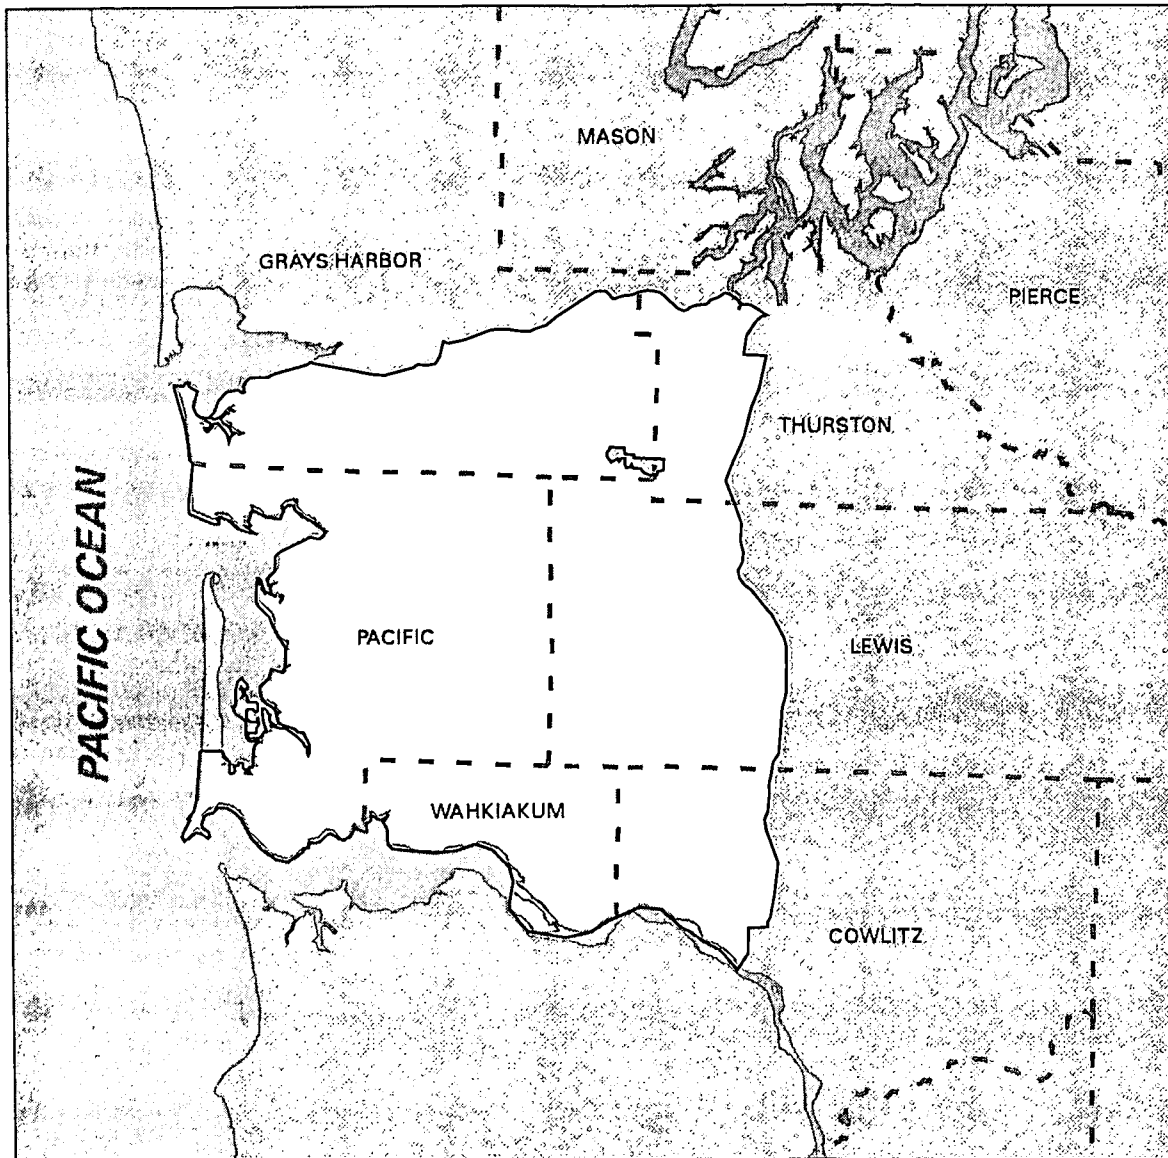 MASON
GRAYS HARBOR
PIERCE
THURSTON
PACIFIC OCEAN
PACIFIC
LEWIS
WAHKIAKUM
COWLITZ